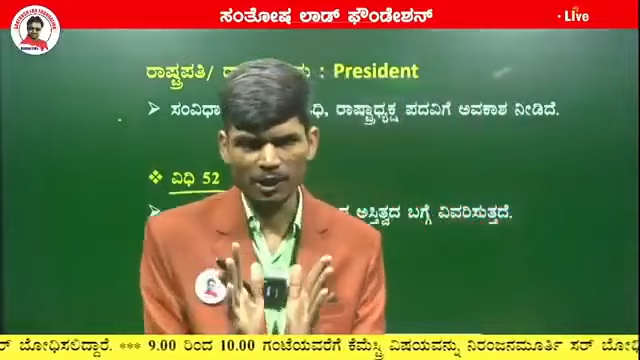 ಸಂತೋಷ ಲಾಡ್ ಫೌಂಡೇಶನ್
Live
ರಾಷ್ಟ್ರಪತಿ/ : President
ರಾಷ್ಟ್ರಾಧ್ಯಕ್ಷ ಪದವಿಗೆ ಅವಕಾಶ ನೀಡಿದೆ.
ವಿಧಿ 52
ಅಸ್ತಿತ್ವದ ಬಗ್ಗೆ ವಿವರಿಸುತ್ತದೆ.
ಬೋಧಿಸಲಿದ್ದಾರೆ. *** 9.00 ರಿಂದ 10.00 ಗಂಟೆಯವರೆಗೆ ಕೆಮೆಸ್ಟ್ರಿ ವಿಷಯವನ್ನು ನಿರಂಜನಮೂರ್ತಿ ಸರ್